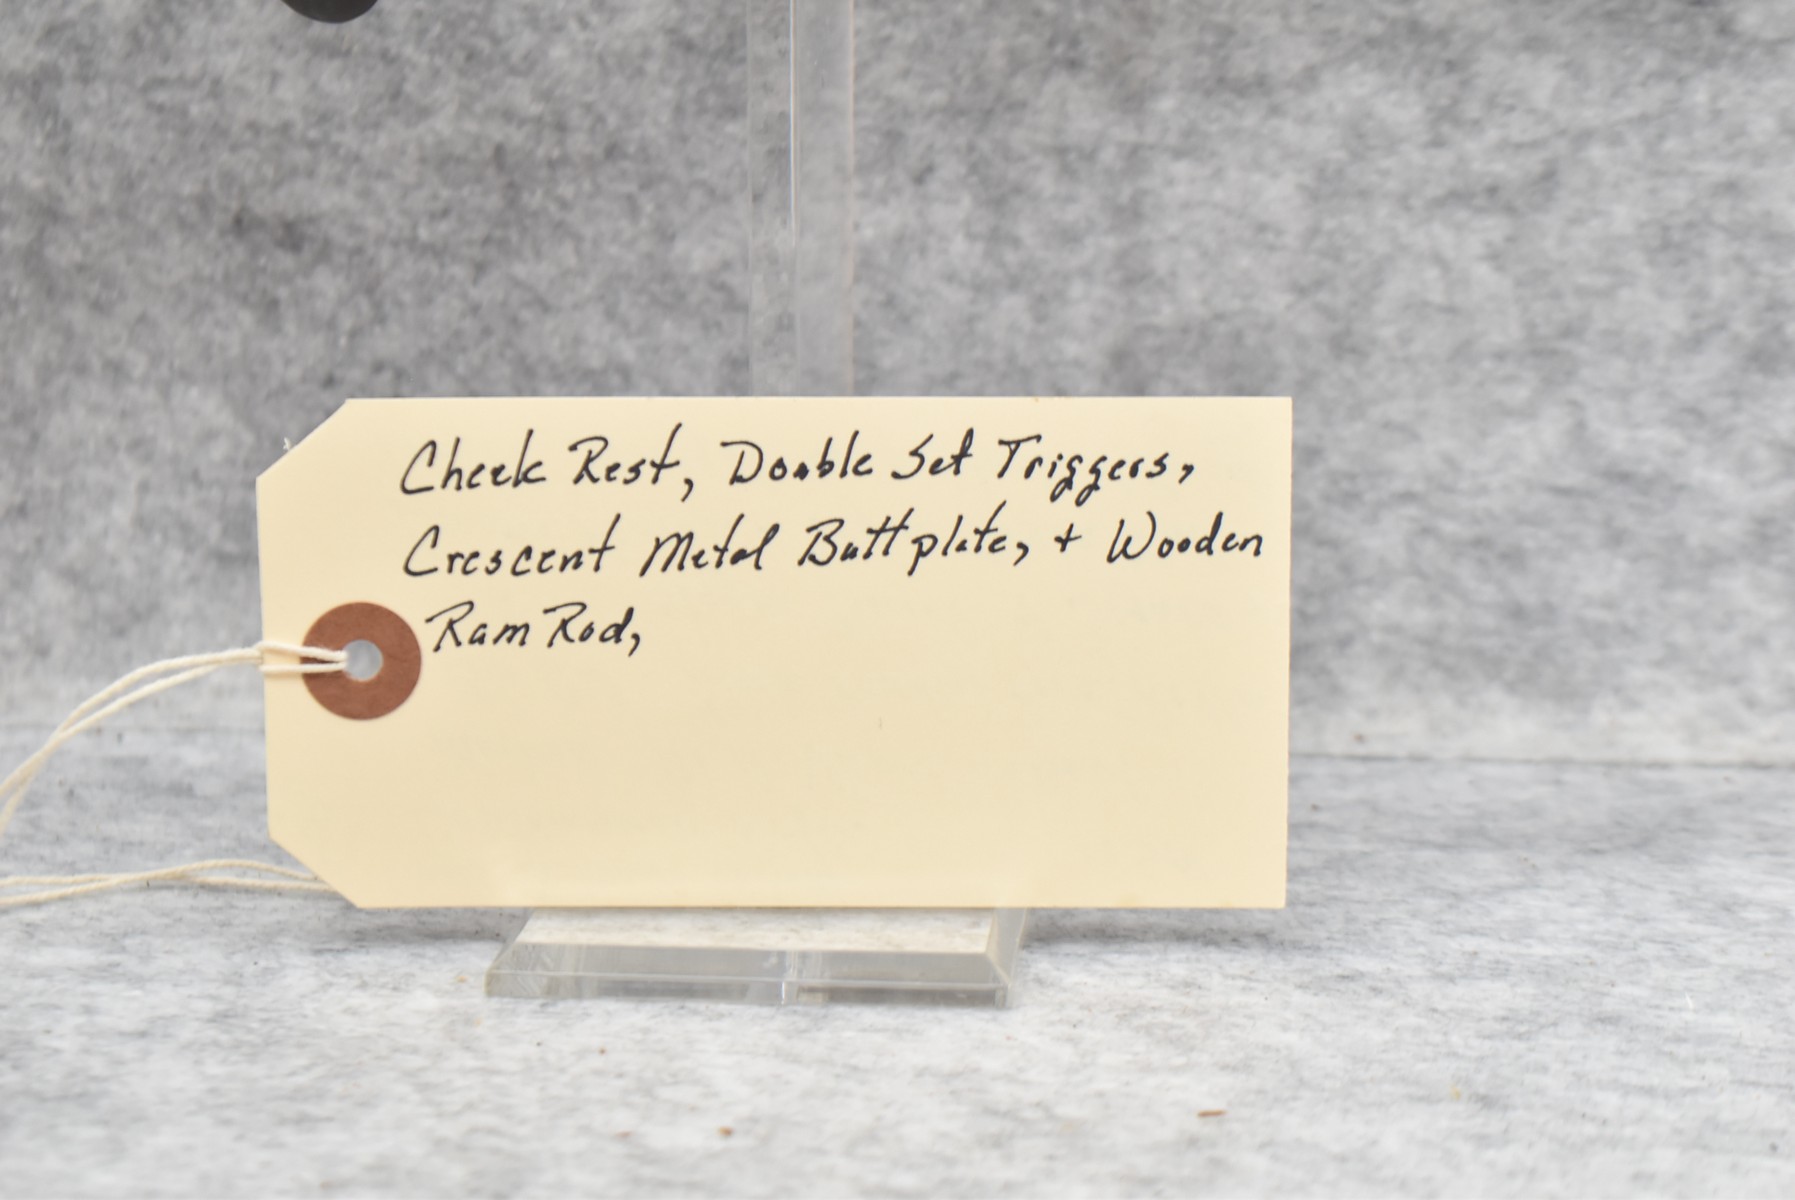 Cheek Rest, Double Set Triggers,
Crescent Metal Buttplate, + Wooden
Ram Rod,